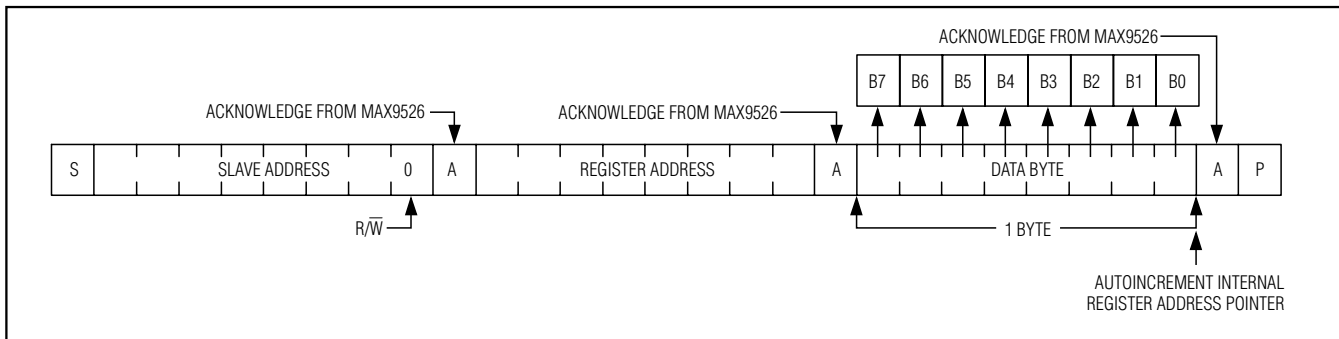 ACKNOWLEDGE FROM MAX9526
B7 B6 B5 B4 B3 B2 B1 B0
ACKNOWLEDGE FROM MAX9526
ACKNOWLEDGE FROM MAX9526
S SLAVE ADDRESS 0 A REGISTER ADDRESS A DATA BYTE A P
R/W̅
1 BYTE
AUTOINCREMENT INTERNAL
REGISTER ADDRESS POINTER